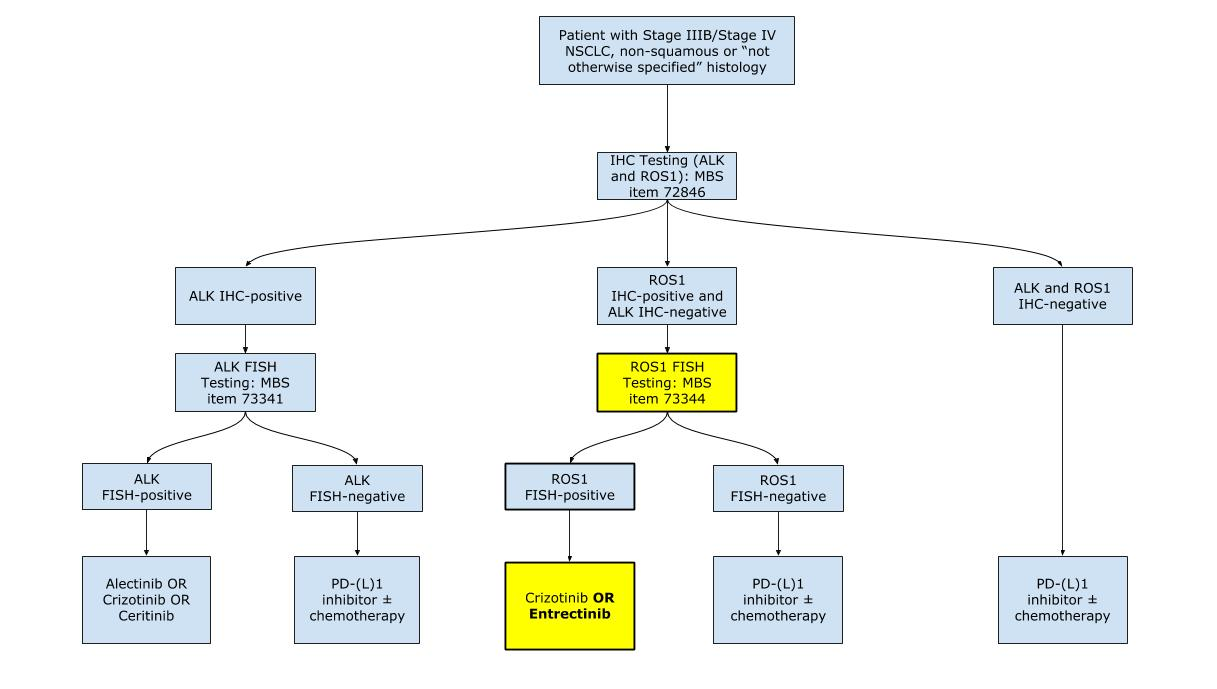 Patient with Stage IIIB/Stage IV
NSCLC, non-squamous or “not
otherwise specified” histology
IHC Testing (ALK
and ROS1): MBS
item 72846
ALK IHC-positive
ROS1
IHC-positive and
ALK IHC-negative
ALK and ROS1
IHC-negative
ALK FISH
Testing: MBS
item 73341
ROS1 FISH
Testing: MBS
item 73344
ALK
FISH-positive
ALK
FISH-negative
ROS1
FISH-positive
ROS1
FISH-negative
Alectinib OR
Crizotinib OR
Ceritinib
PD-(L)1
inhibitor ±
chemotherapy
Crizotinib OR
Entrectinib
PD-(L)1
inhibitor ±
chemotherapy
PD-(L)1
inhibitor ±
chemotherapy